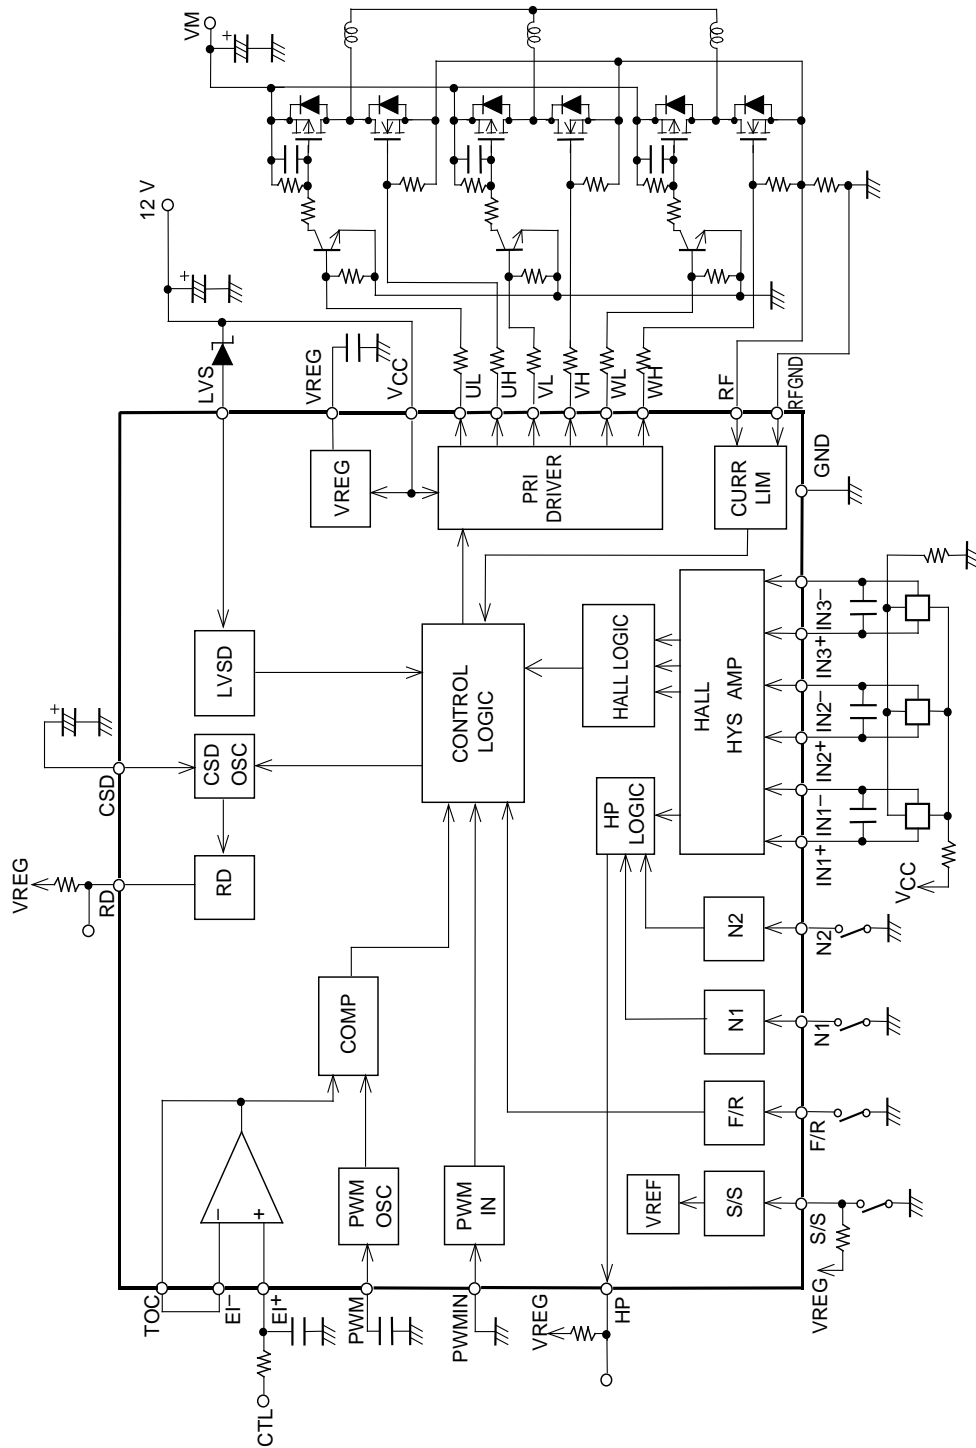 VM
12 V
LVS
VREG
VCC
UL
UH
VL
VH
WL
WH
RF
RFGND
VREG
PRI
DRIVER
CURR
LIM
GND
LVSD
CONTROL
LOGIC
HALL LOGIC
HALL
HYS AMP
IN3−
IN3+
IN2−
IN2+
IN1−
IN1+
VCC
CSD
CSD
OSC
HP
LOGIC
VREG
RD
RD
N2
N2
COMP
N1
N1
F/R
F/R
−
+
PWM
OSC
PWM
IN
VREF
S/S
S/S
VREG
TOC
EI−
EI+
PWM
PWMIN
VREG
HP
CTL
+
+
+